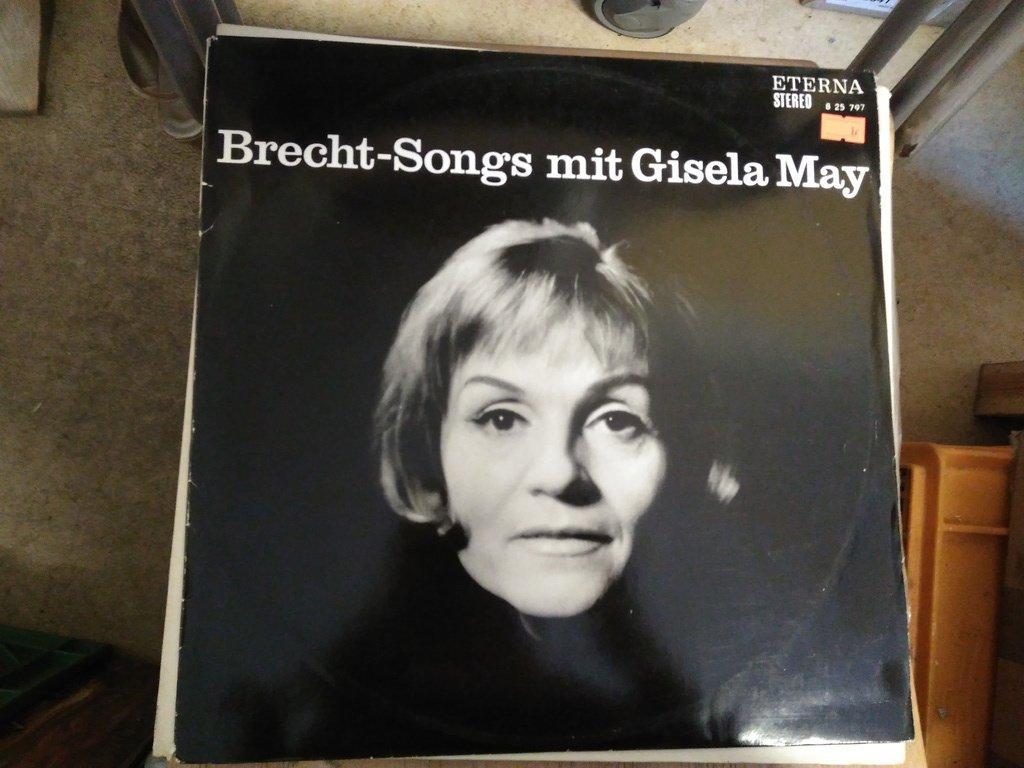 ETERNA
STEREO 8 25 797
Brecht-Songs mit Gisela May